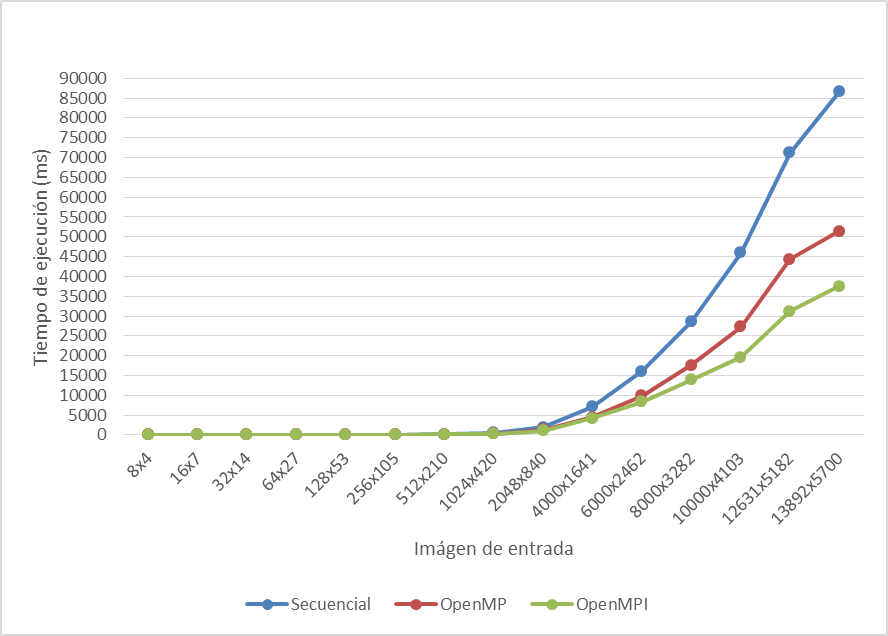 90000
85000
80000
75000
70000
65000
60000
55000
50000
45000
40000
35000
30000
25000
20000
15000
10000
5000
0
Tiempo de ejecución (ms)
8x4
16x7
32x14
64x27
128x53
256x105
512x210
1024x420
2048x840
4000x1641
6000x2462
8000x3282
10000x4103
12631x5182
13892x5700
Imágen de entrada
Secuencial
OpenMP
OpenMPI